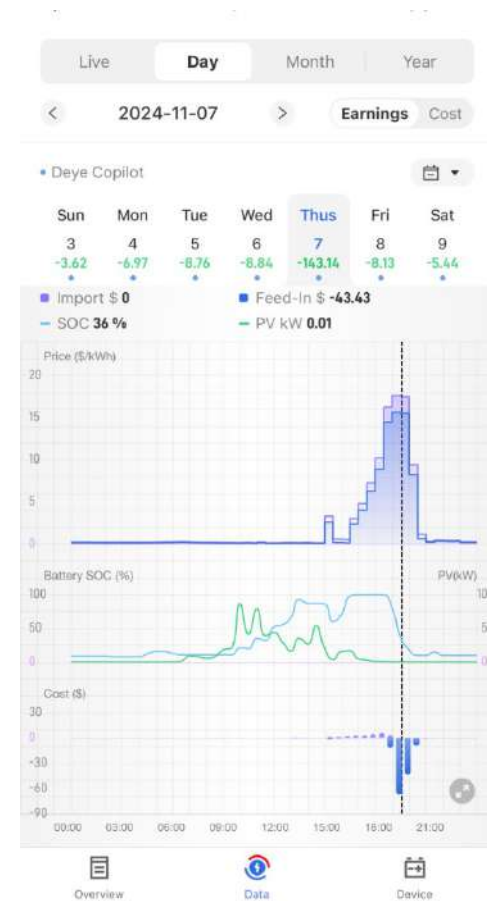 Live Day Month Year
< 2024-11-07 > Earnings Cost
Deye Copilot
Sun Mon Tue Wed Thus Fri Sat
3 4 5 6 7 8 9
-3.62 -6.97 -8.76 -8.84 -143.14 -8.13 -5.44
Import $ 0 Feed-In $ -43.43
SOC 36 % PV kW 0.01
Price ($/kWh)
20
15
10
5
0
Battery SOC (%) PV(kW)
100 10
50 5
0 0
Cost ($)
30
0
-30
-60
-90
00:00 03:00 06:00 09:00 12:00 15:00 18:00 21:00
Overview Data Device